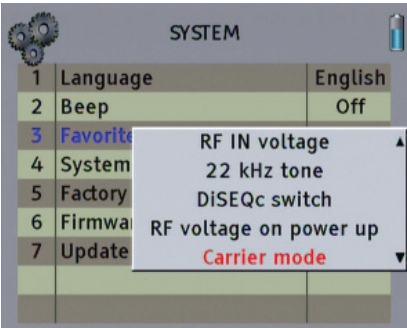 SYSTEM
1 Language English
2 Beep Off
3 Favorite
4 System
5 Factory
6 Firmwa
7 Update
RF IN voltage
22 kHz tone
DiSEQc switch
RF voltage on power up
Carrier mode